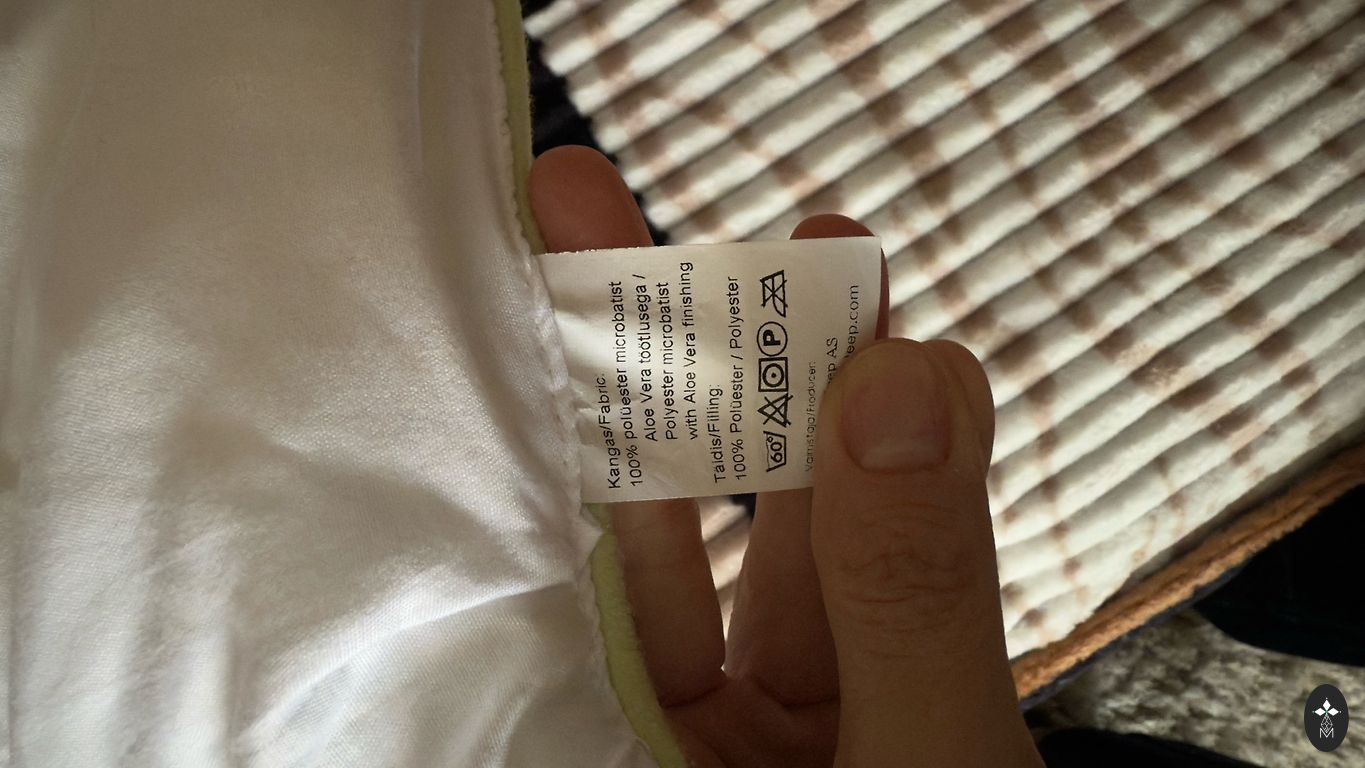 Kangas/Fabric:
100% polüester microbatist
Aloe Vera töötlusega /
Polyester microbatist
with Aloe Vera finishing
Täidis/Filling:
100% Polüester / Polyester
60° P
Valmistaja/Producer:
AS
M